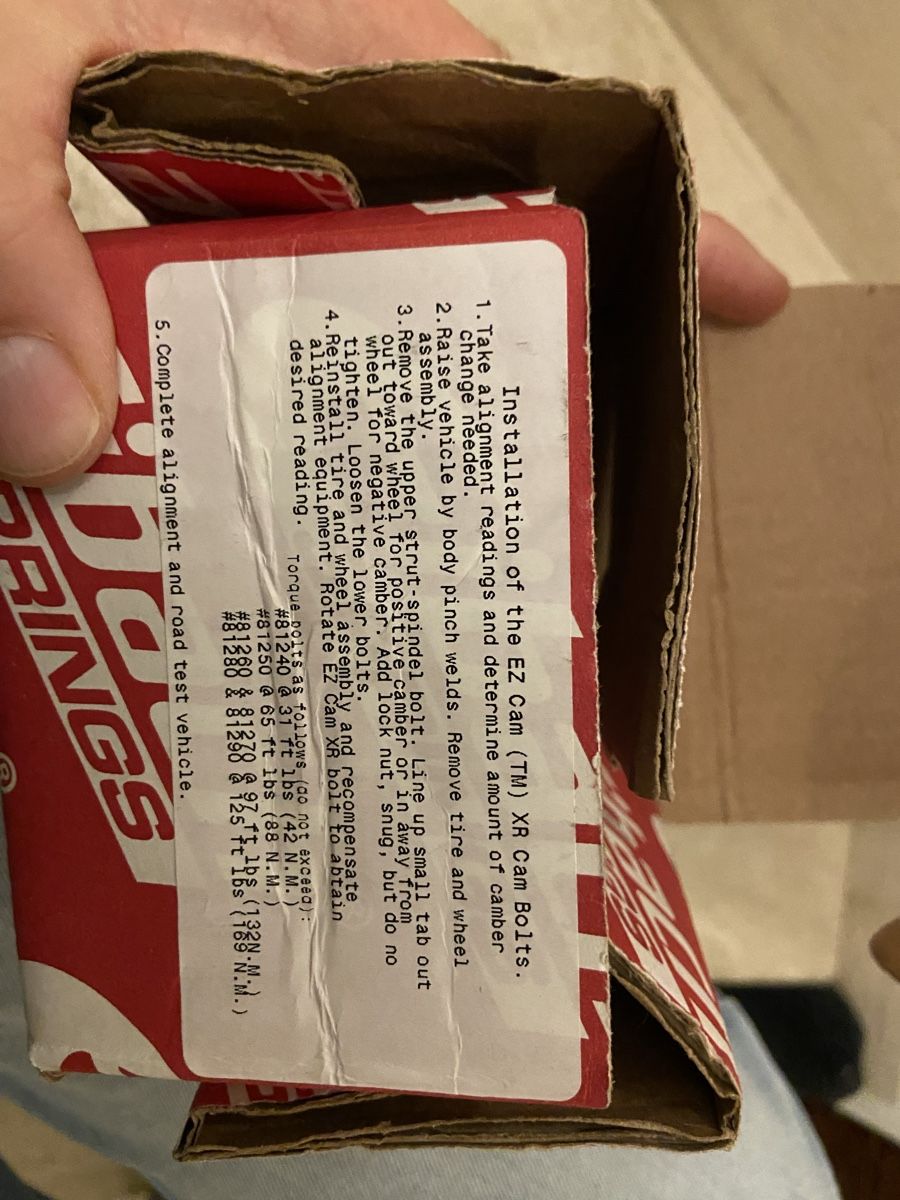 Installation of the EZ Cam (TM) XR Cam Bolts.
1.Take alignment readings and determine amount of camber
change needed.
2.Raise vehicle by body pinch welds. Remove tire and wheel
assembly.
3.Remove the upper strut-spindel bolt. Line up small tab out
out toward wheel for positive camber or in away from
wheel for negative camber. Add lock nut, snug, but do no
tighten. Loosen the lower bolts.
4.Reinstall tire and wheel assembly and recompensate
alignment equipment. Rotate EZ Cam XR bolt to abtain
desired reading.
Torque bolts as follows (do not exceed):
#81240 @ 31 ft lbs (42 N.M.)
#81250 @ 65 ft lbs (88 N.M.)
#81260 & 81270 @ 97 ft lbs (132N.M.)
#81280 & 81290 @ 125 ft lbs (169 N.M.)
5.Complete alignment and road test vehicle.
PRINGS
®